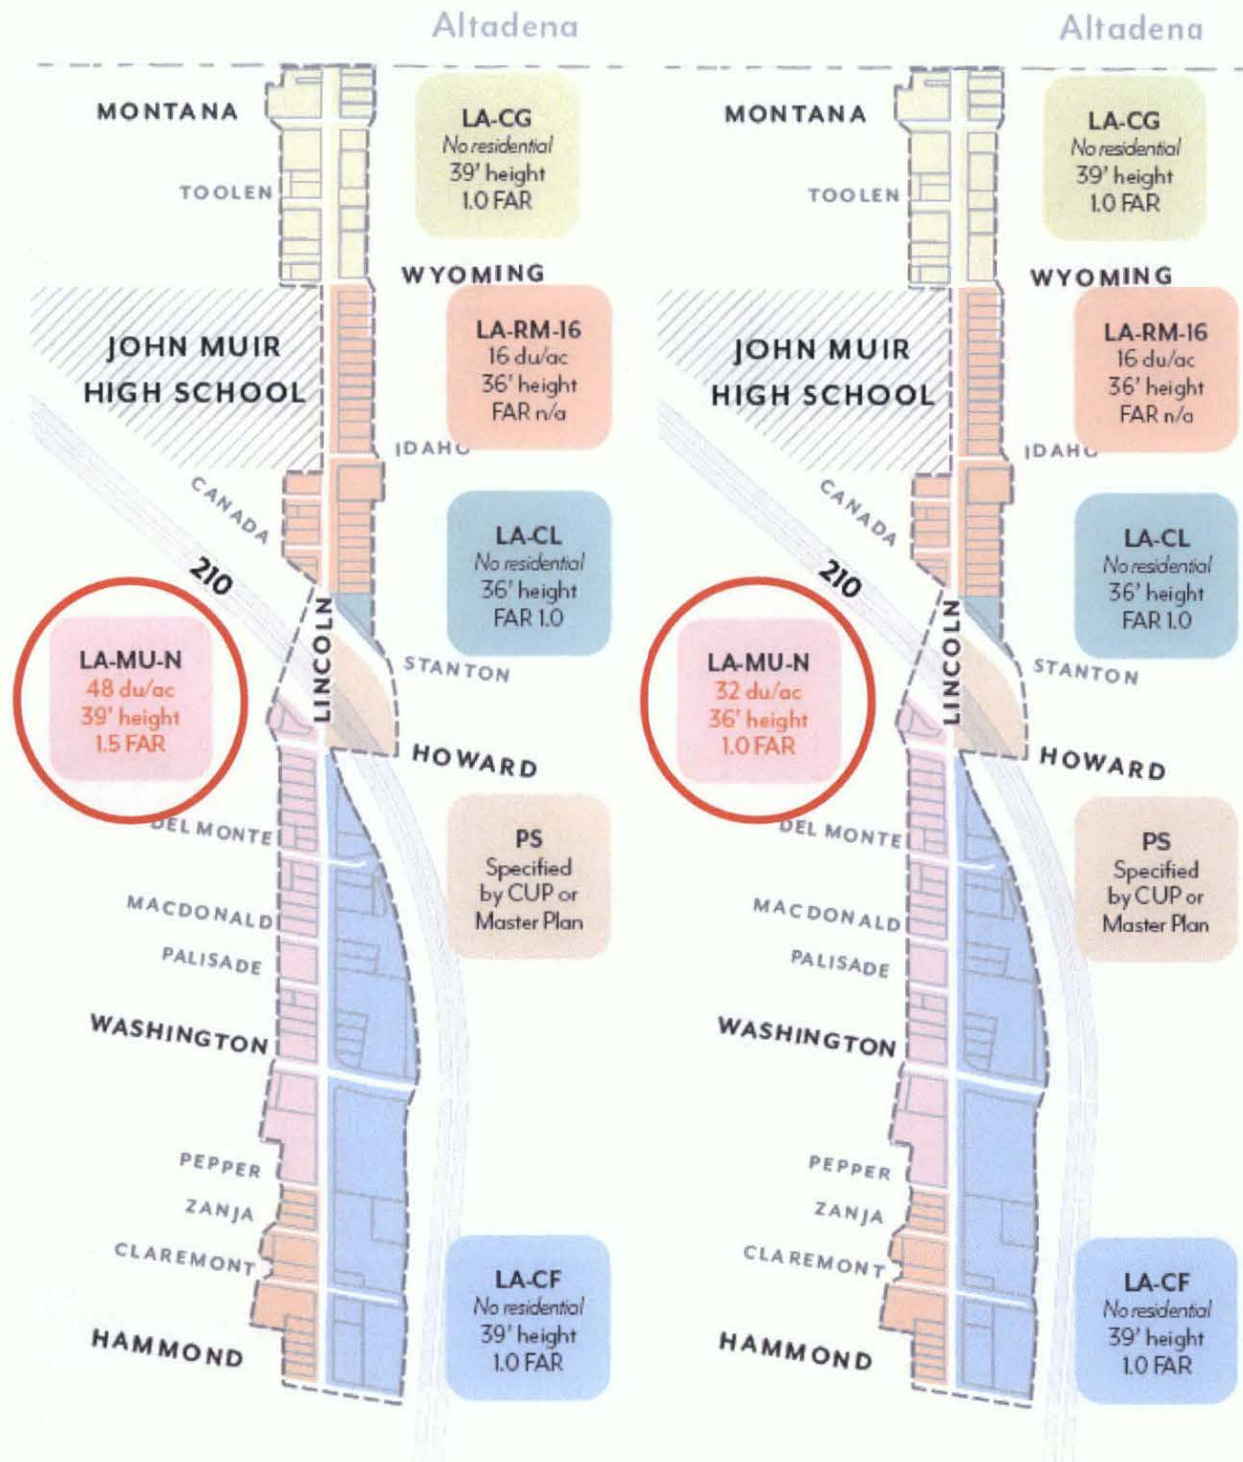 Altadena
MONTANA
LA-CG
No residential
39' height
1.0 FAR
TOOLEN
WYOMING
JOHN MUIR
HIGH SCHOOL
LA-RM-16
16 du/ac
36' height
FAR n/a
IDAHO
CANADA
210
LA-CL
No residential
36' height
FAR 1.0
LINCOLN
LA-MU-N
48 du/ac
39' height
1.5 FAR
STANTON
HOWARD
DEL MONTE
PS
Specified
by CUP or
Master Plan
MACDONALD
PALISADE
WASHINGTON
PEPPER
ZANJA
CLAREMONT
LA-CF
No residential
39' height
1.0 FAR
HAMMOND
Altadena
MONTANA
LA-CG
No residential
39' height
1.0 FAR
TOOLEN
WYOMING
JOHN MUIR
HIGH SCHOOL
LA-RM-16
16 du/ac
36' height
FAR n/a
IDAHO
CANADA
210
LA-CL
No residential
36' height
FAR 1.0
LINCOLN
LA-MU-N
32 du/ac
36' height
1.0 FAR
STANTON
HOWARD
DEL MONTE
PS
Specified
by CUP or
Master Plan
MACDONALD
PALISADE
WASHINGTON
PEPPER
ZANJA
CLAREMONT
LA-CF
No residential
39' height
1.0 FAR
HAMMOND